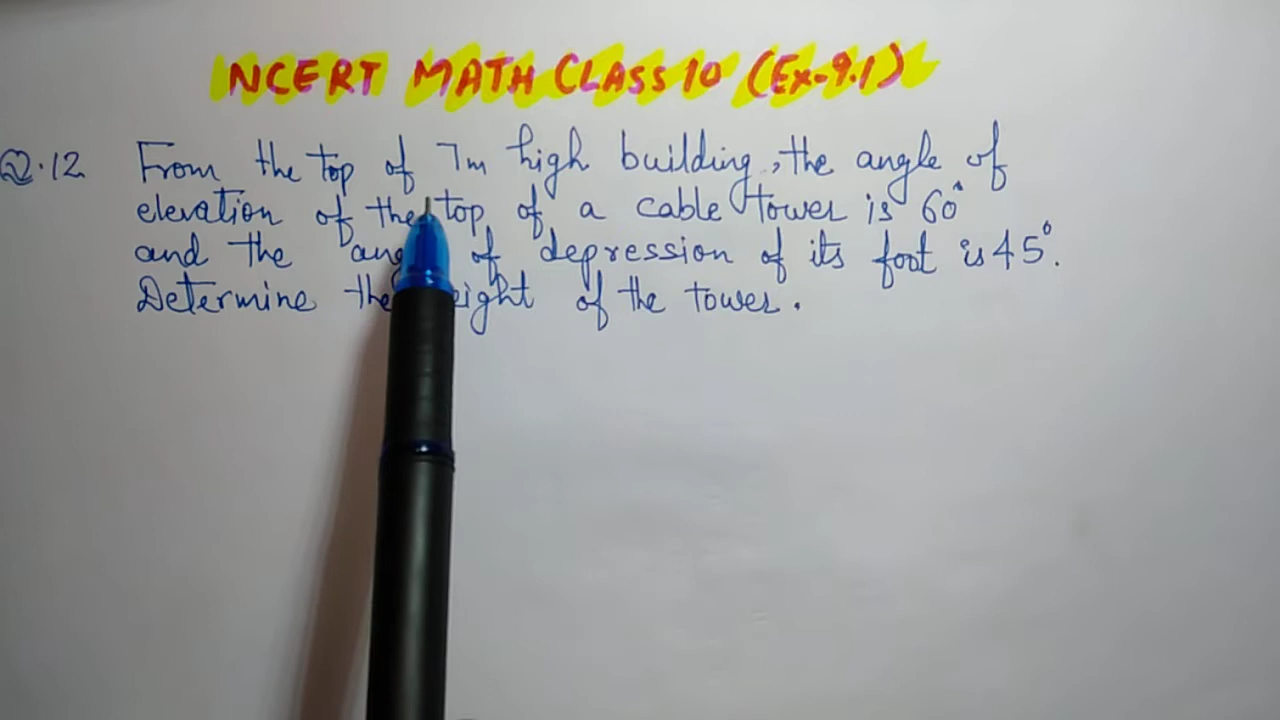 NCERT MATH CLASS 10 (Ex-9.1)
Q.12 From the top of 7m high building, the angle of
elevation of the top of a cable tower is 60°
and the of depression of its foot is 45°.
Determine the of the tower.